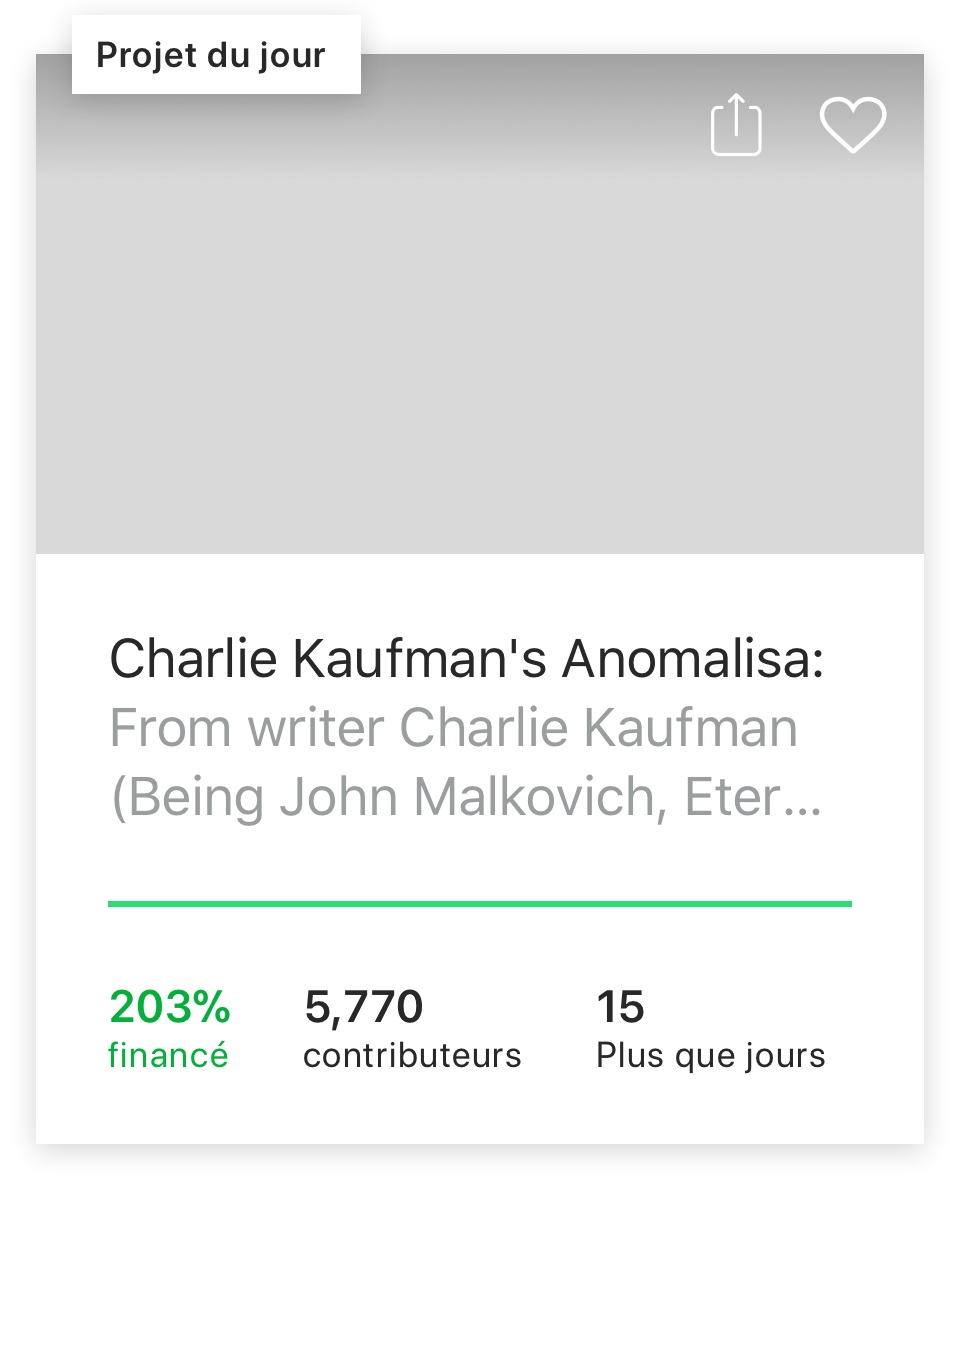 Projet du jour
Charlie Kaufman's Anomalisa:
From writer Charlie Kaufman
(Being John Malkovich, Eter...
203% 5,770 15
financé contributeurs Plus que jours